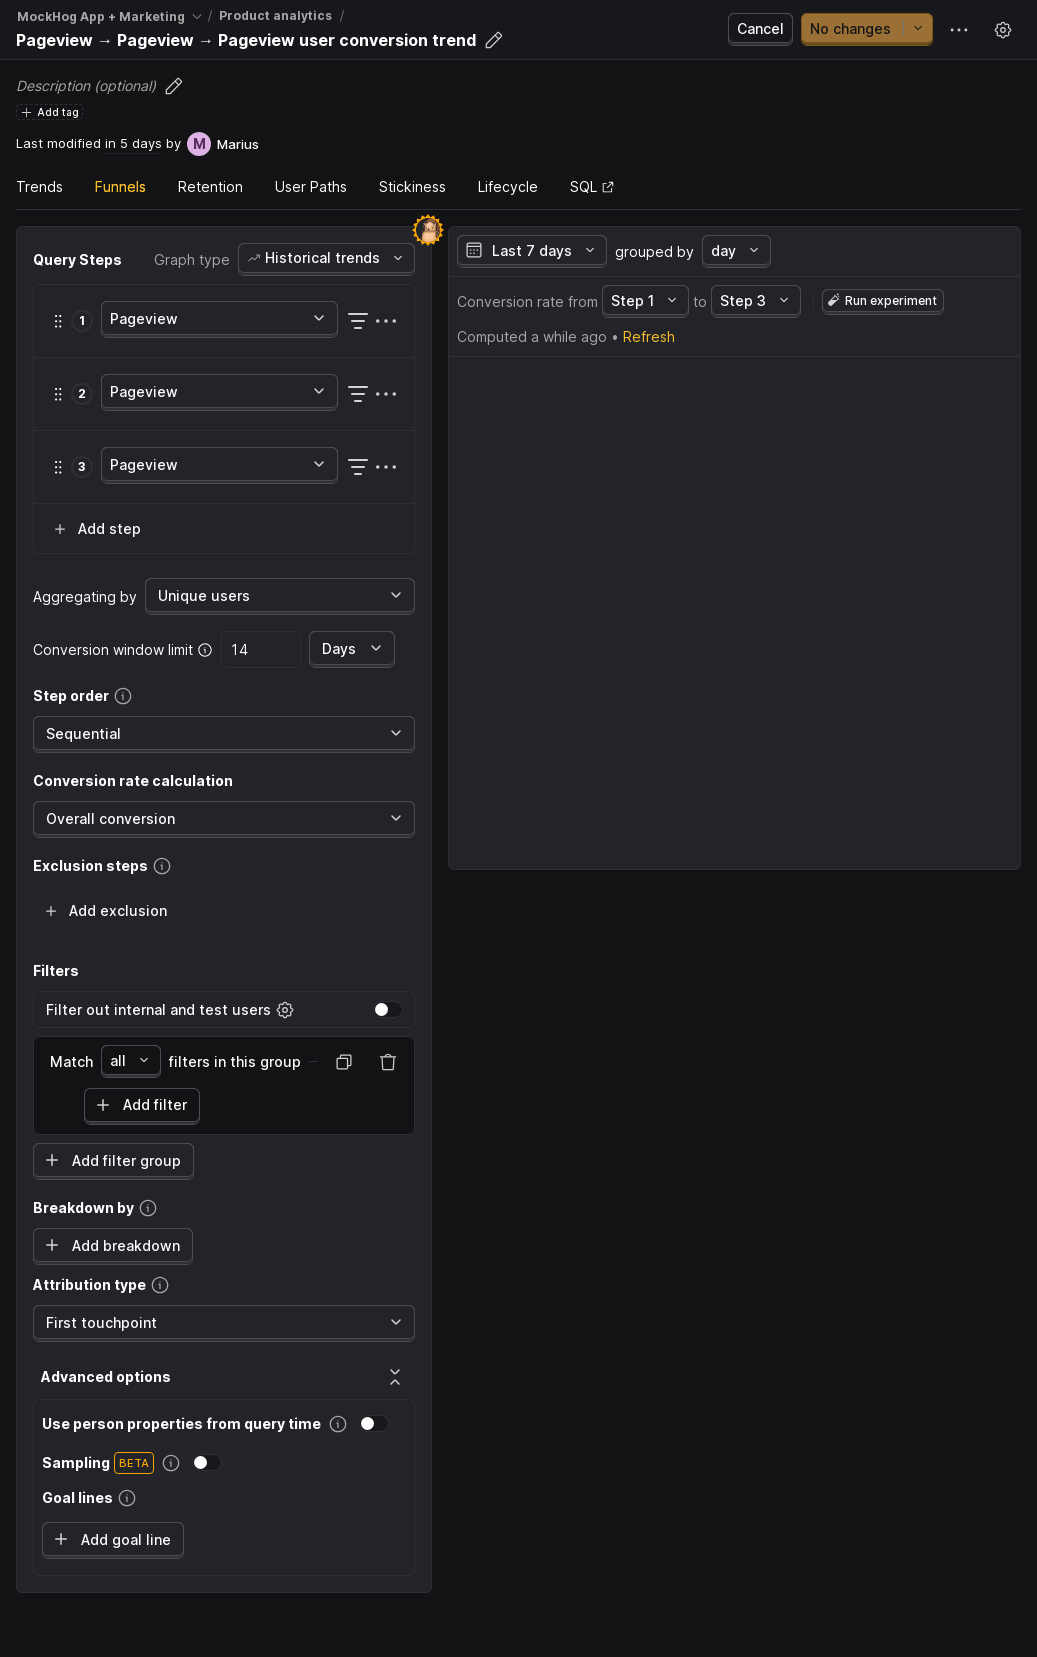 MockHog App + Marketing / Product analytics /
Pageview → Pageview → Pageview user conversion trend
Cancel
No changes
Description (optional)
Add tag
Last modified in 5 days by M Marius
Trends Funnels Retention User Paths Stickiness Lifecycle SQL
Query Steps Graph type Historical trends
1 Pageview
2 Pageview
3 Pageview
Add step
Aggregating by Unique users
Conversion window limit 14 Days
Step order
Sequential
Conversion rate calculation
Overall conversion
Exclusion steps
Add exclusion
Filters
Filter out internal and test users
Match all filters in this group
Add filter
Add filter group
Breakdown by
Add breakdown
Attribution type
First touchpoint
Advanced options
Use person properties from query time
Sampling BETA
Goal lines
Add goal line
Last 7 days grouped by day
Conversion rate from Step 1 to Step 3 Run experiment
Computed a while ago • Refresh